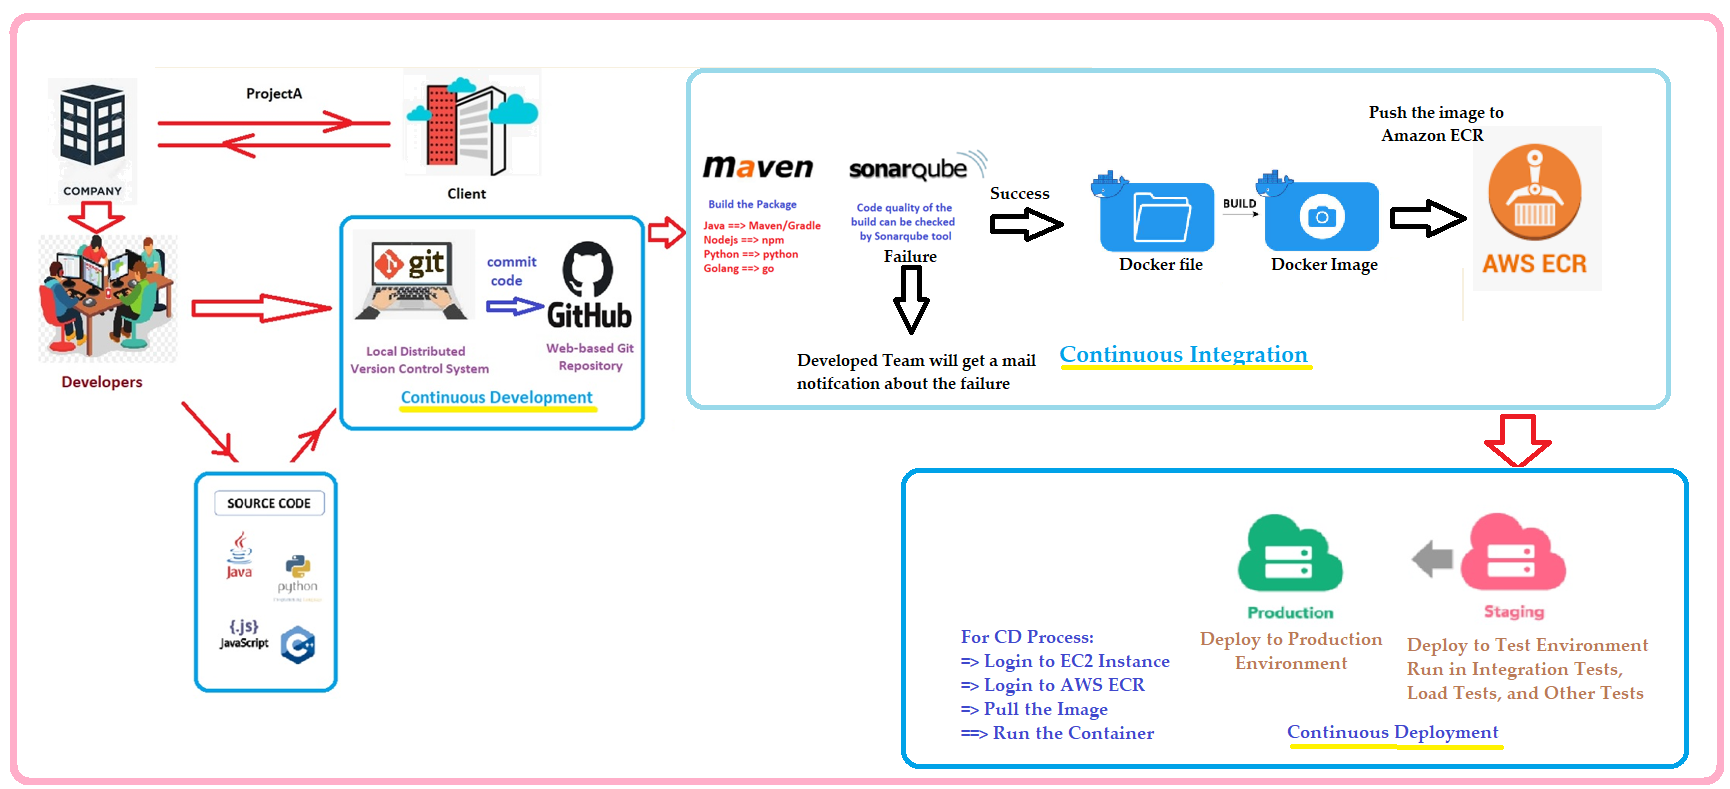 ProjectA
COMPANY
Client
Developers
git
commit
code
GitHub
Local Distributed
Version Control System
Web-based Git
Repository
Continuous Development
SOURCE CODE
Java
python
{.js}
JavaScript
C++
maven
Build the Package
Java ==> Maven/Gradle
Nodejs ==> npm
Python ==> python
Golang ==> go
sonarqube
Code quality of the
build can be checked
by Sonarqube tool
Failure
Success
Developed Team will get a mail
notifcation about the failure
Docker file
BUILD
Docker Image
Push the image to
Amazon ECR
AWS ECR
Continuous Integration
Production
Deploy to Production
Environment
Staging
Deploy to Test Environment
Run in Integration Tests,
Load Tests, and Other Tests
For CD Process:
=> Login to EC2 Instance
=> Login to AWS ECR
=> Pull the Image
==> Run the Container
Continuous Deployment